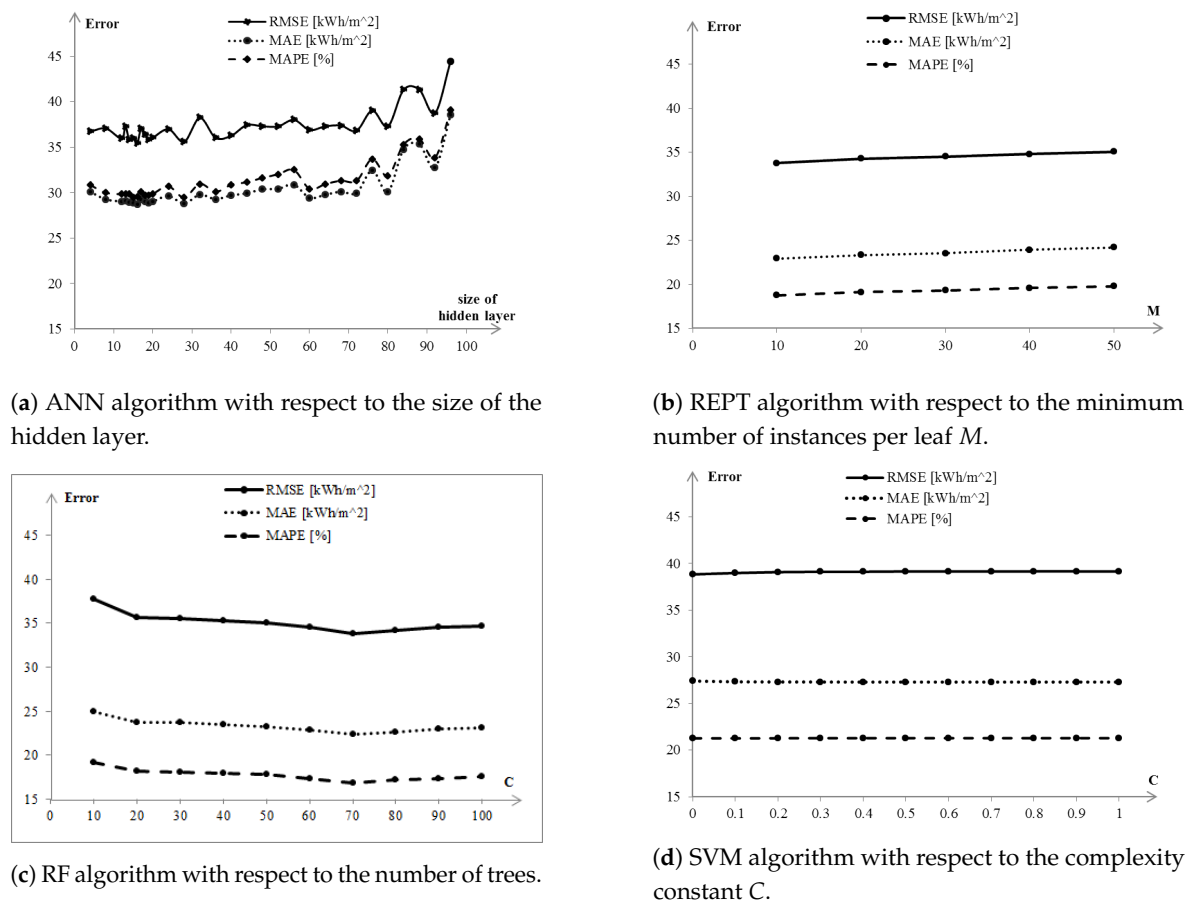 Error
RMSE [kWh/m^2]
MAE [kWh/m^2]
MAPE [%]
45
40
35
30
25
20
15
size of
hidden layer
0 10 20 30 40 50 60 70 80 90 100
(a) ANN algorithm with respect to the size of the
hidden layer.
Error
RMSE [kWh/m^2]
MAE [kWh/m^2]
MAPE [%]
45
40
35
30
25
20
15
M
0 10 20 30 40 50
(b) REPT algorithm with respect to the minimum
number of instances per leaf M.
Error
RMSE [kWh/m^2]
MAE [kWh/m^2]
MAPE [%]
45
40
35
30
25
20
15
C
0 10 20 30 40 50 60 70 80 90 100
(c) RF algorithm with respect to the number of trees.
Error
RMSE [kWh/m^2]
MAE [kWh/m^2]
MAPE [%]
45
40
35
30
25
20
15
C
0 0.1 0.2 0.3 0.4 0.5 0.6 0.7 0.8 0.9 1
(d) SVM algorithm with respect to the complexity
constant C.